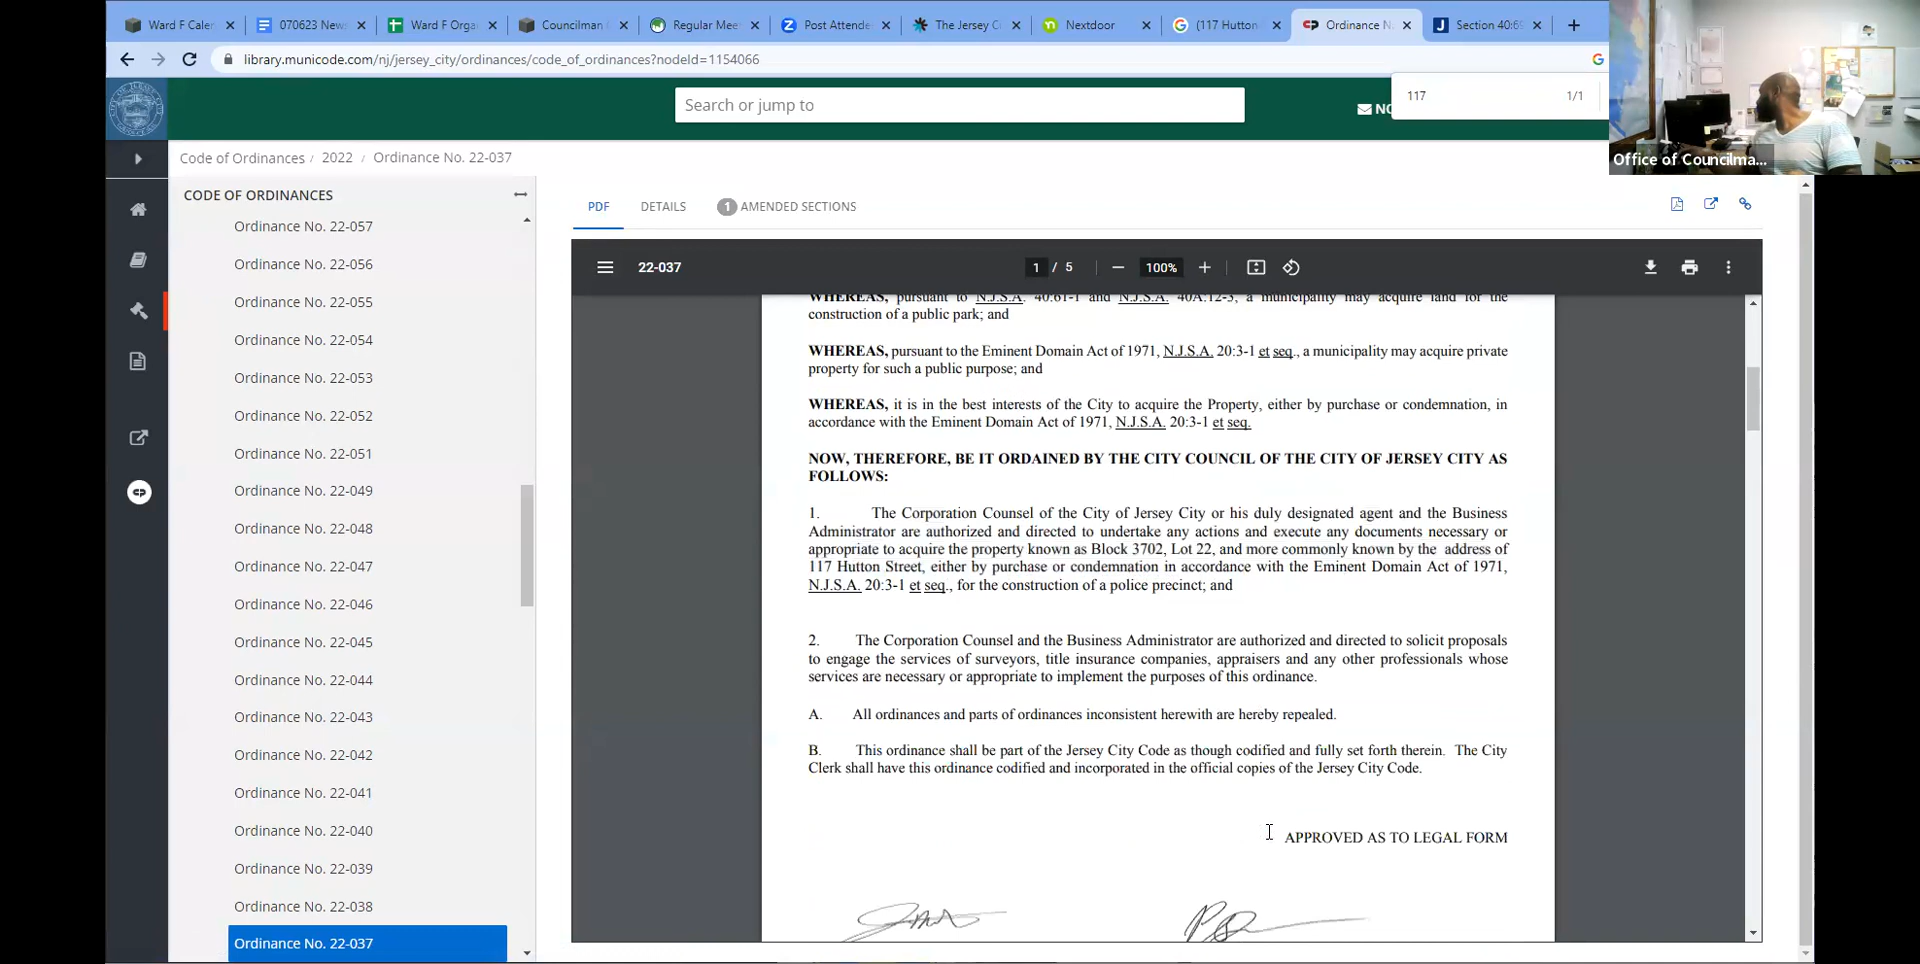 Ward F Cale
070623 News
Ward F Orga
Councilman
Regular Mee
Post Attende
The Jersey C
Nextdoor
(117 Hutton
Ordinance N
Section 40:6
library.municode.com/nj/jersey_city/ordinances/code_of_ordinances?nodeId=1154066
Search or jump to
NO
117
1/1
Office of Councilma...
Code of Ordinances / 2022 / Ordinance No. 22-037
CODE OF ORDINANCES
Ordinance No. 22-057
Ordinance No. 22-056
Ordinance No. 22-055
Ordinance No. 22-054
Ordinance No. 22-053
Ordinance No. 22-052
Ordinance No. 22-051
Ordinance No. 22-049
Ordinance No. 22-048
Ordinance No. 22-047
Ordinance No. 22-046
Ordinance No. 22-045
Ordinance No. 22-044
Ordinance No. 22-043
Ordinance No. 22-042
Ordinance No. 22-041
Ordinance No. 22-040
Ordinance No. 22-039
Ordinance No. 22-038
Ordinance No. 22-037
PDF
DETAILS
1 AMENDED SECTIONS
22-037
1 / 5
100%
WHEREAS, pursuant to N.J.S.A. 40:61-1 and N.J.S.A. 40A:12-3, a municipality may acquire land for the
construction of a public park; and
WHEREAS, pursuant to the Eminent Domain Act of 1971, N.J.S.A. 20:3-1 et seq., a municipality may acquire private
property for such a public purpose; and
WHEREAS, it is in the best interests of the City to acquire the Property, either by purchase or condemnation, in
accordance with the Eminent Domain Act of 1971, N.J.S.A. 20:3-1 et seq.
NOW, THEREFORE, BE IT ORDAINED BY THE CITY COUNCIL OF THE CITY OF JERSEY CITY AS
FOLLOWS:
1. The Corporation Counsel of the City of Jersey City or his duly designated agent and the Business
Administrator are authorized and directed to undertake any actions and execute any documents necessary or
appropriate to acquire the property known as Block 3702, Lot 22, and more commonly known by the address of
117 Hutton Street, either by purchase or condemnation in accordance with the Eminent Domain Act of 1971,
N.J.S.A. 20:3-1 et seq., for the construction of a police precinct; and
2. The Corporation Counsel and the Business Administrator are authorized and directed to solicit proposals
to engage the services of surveyors, title insurance companies, appraisers and any other professionals whose
services are necessary or appropriate to implement the purposes of this ordinance.
A. All ordinances and parts of ordinances inconsistent herewith are hereby repealed.
B. This ordinance shall be part of the Jersey City Code as though codified and fully set forth therein. The City
Clerk shall have this ordinance codified and incorporated in the official copies of the Jersey City Code.
APPROVED AS TO LEGAL FORM